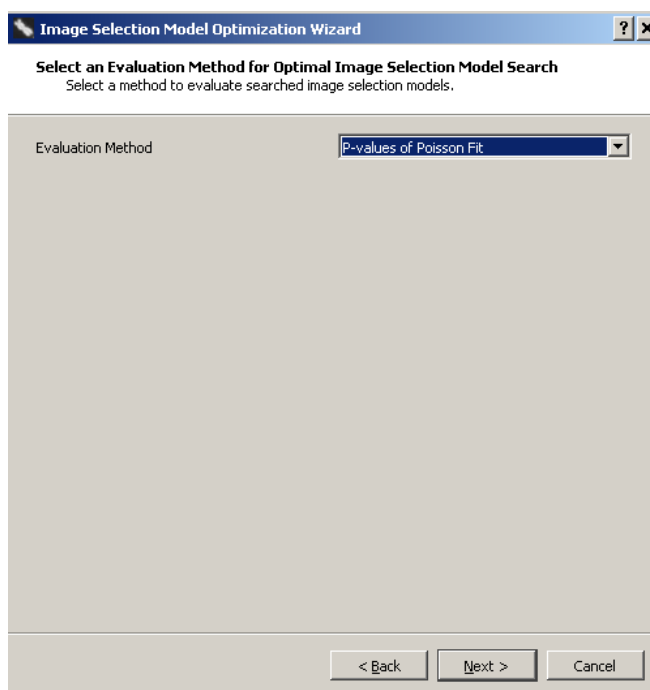 Image Selection Model Optimization Wizard
Select an Evaluation Method for Optimal Image Selection Model Search
Select a method to evaluate searched image selection models.
Evaluation Method P-values of Poisson Fit
< Back Next > Cancel